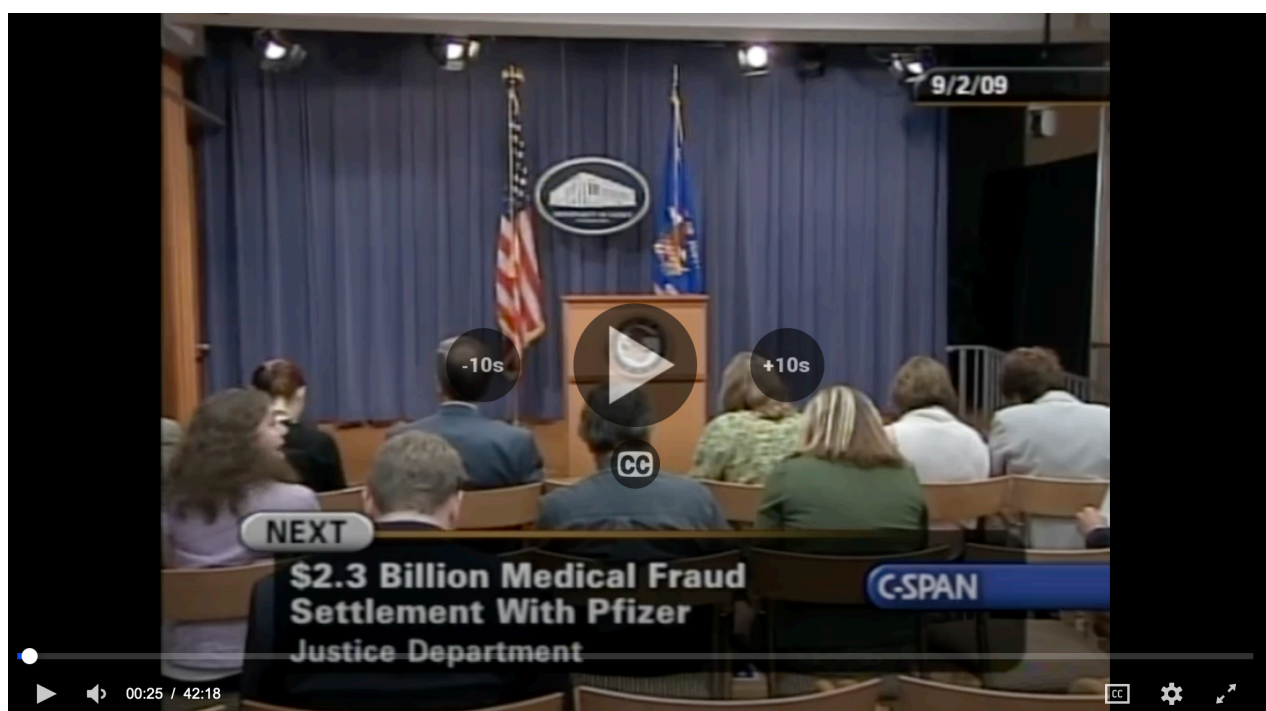 9/2/09
-10s
+10s
CC
NEXT
$2.3 Billion Medical Fraud
Settlement With Pfizer
Justice Department
C-SPAN
00:25 / 42:18
CC